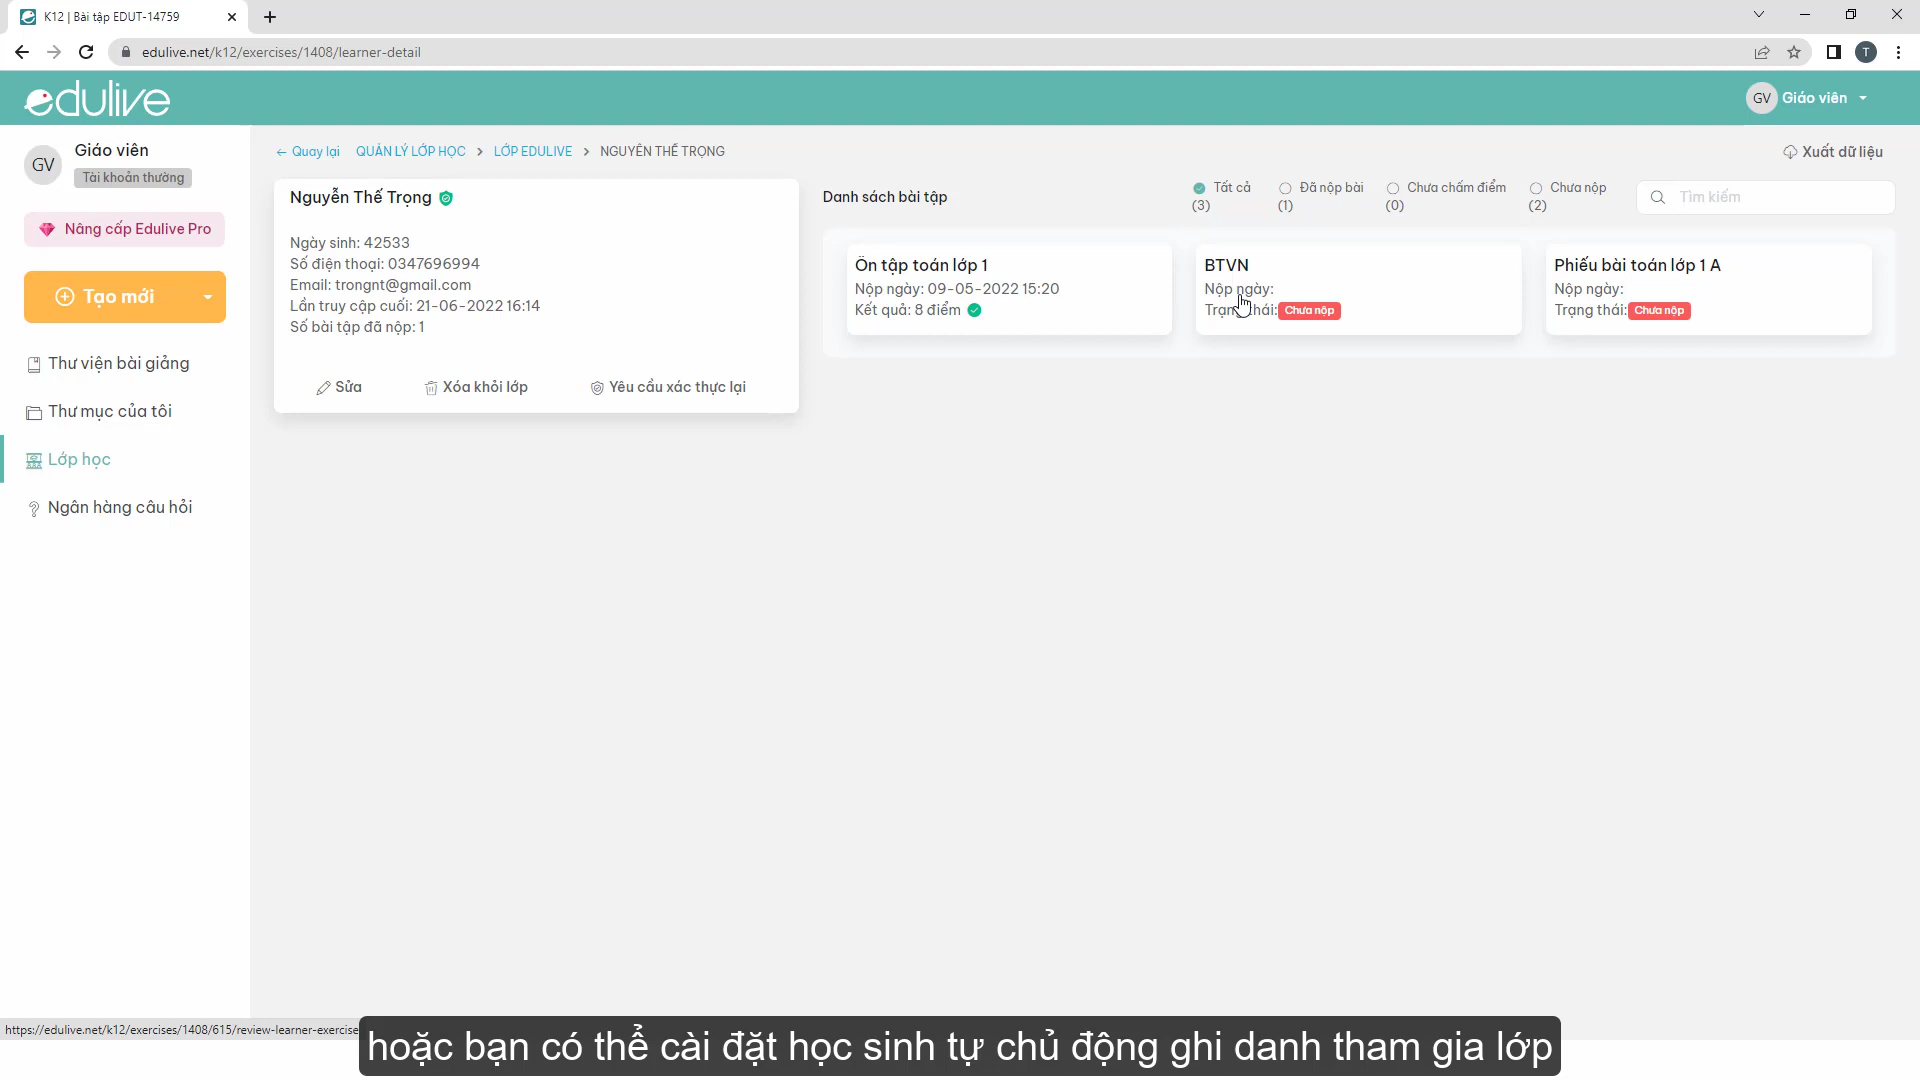 K12 | Bài tập EDUT-14759
edulive.net/k12/exercises/1408/learner-detail
T
edulive
GV Giáo viên
GV
Giáo viên
Tài khoản thường
Nâng cấp Edulive Pro
Tạo mới
Thư viện bài giảng
Thư mục của tôi
Lớp học
Ngân hàng câu hỏi
← Quay lại QUẢN LÝ LỚP HỌC > LỚP EDULIVE > NGUYỄN THẾ TRỌNG
Xuất dữ liệu
Nguyễn Thế Trọng
Ngày sinh: 42533
Số điện thoại: 0347696994
Email: trongnt@gmail.com
Lần truy cập cuối: 21-06-2022 16:14
Số bài tập đã nộp: 1
Sửa
Xóa khỏi lớp
Yêu cầu xác thực lại
Danh sách bài tập
Tất cả
(3)
Đã nộp bài
(1)
Chưa chấm điểm
(0)
Chưa nộp
(2)
Tìm kiếm
Ôn tập toán lớp 1
Nộp ngày: 09-05-2022 15:20
Kết quả: 8 điểm
BTVN
Nộp ngày:
Trạng thái: Chưa nộp
Phiếu bài toán lớp 1 A
Nộp ngày:
Trạng thái: Chưa nộp
https://edulive.net/k12/exercises/1408/615/review-learner-exercise
hoặc bạn có thể cài đặt học sinh tự chủ động ghi danh tham gia lớp